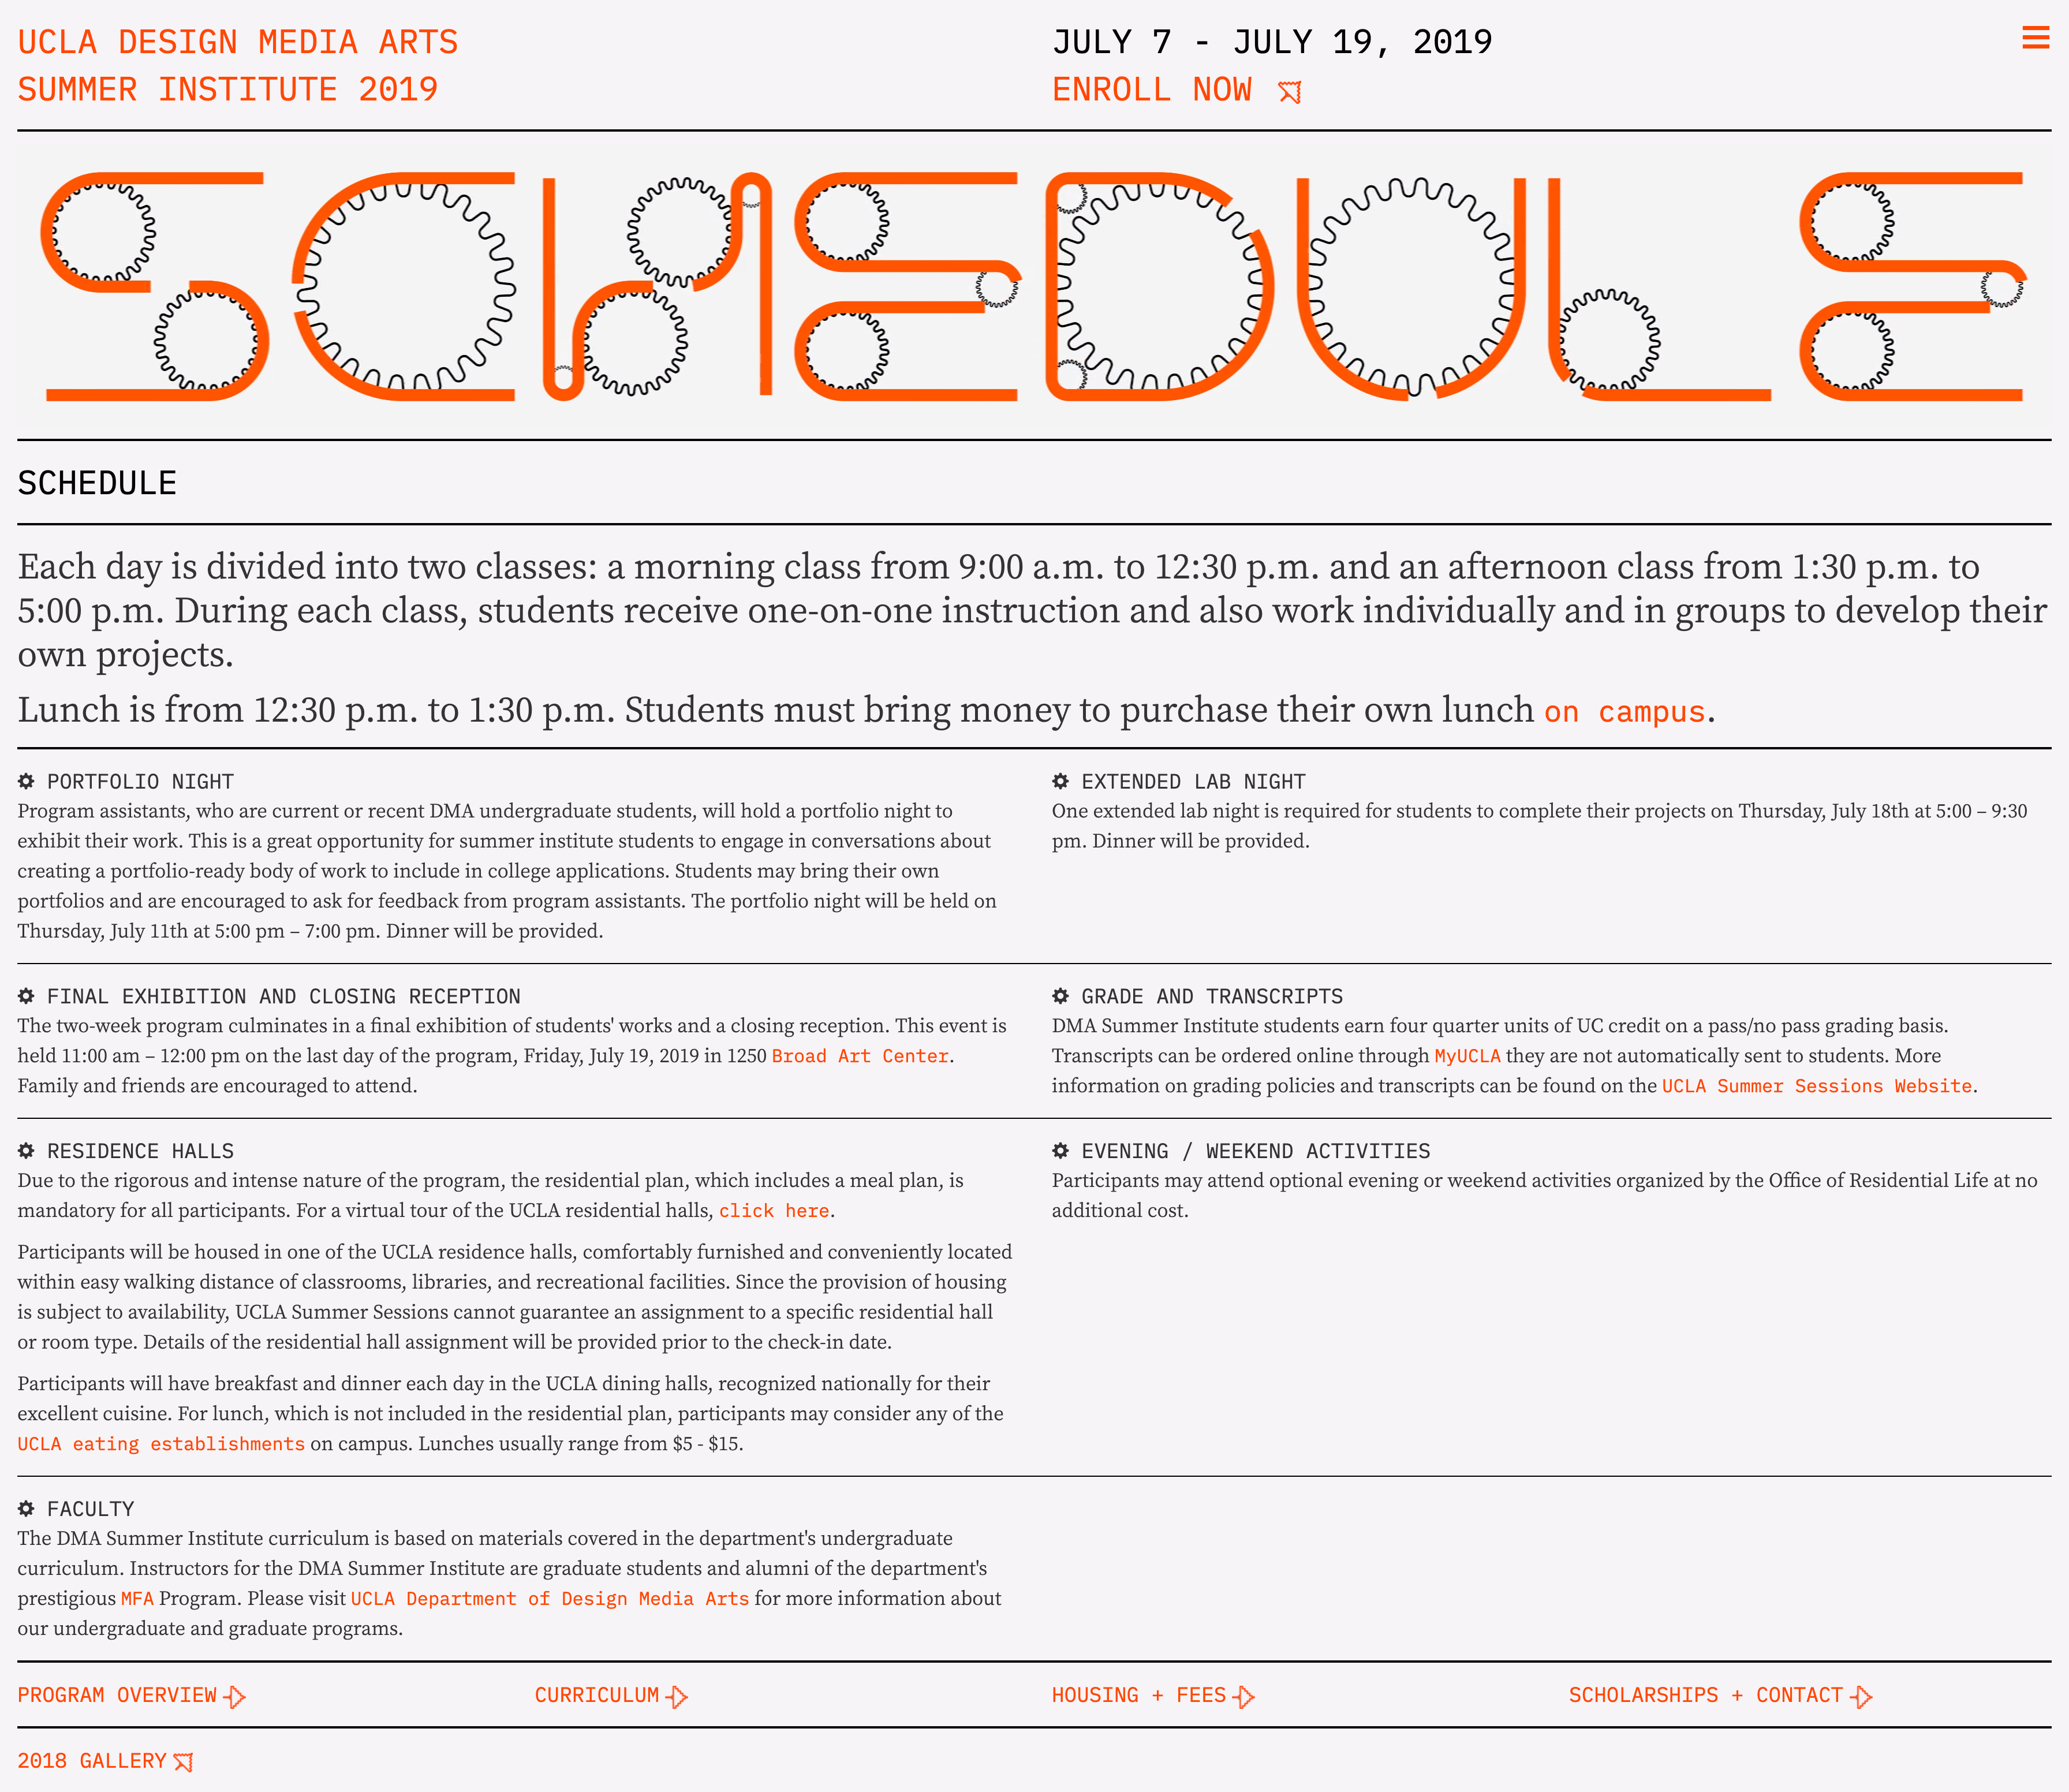 UCLA DESIGN MEDIA ARTS
SUMMER INSTITUTE 2019
JULY 7 - JULY 19, 2019
ENROLL NOW
SCHEDULE
SCHEDULE
Each day is divided into two classes: a morning class from 9:00 a.m. to 12:30 p.m. and an afternoon class from 1:30 p.m. to
5:00 p.m. During each class, students receive one-on-one instruction and also work individually and in groups to develop their
own projects.
Lunch is from 12:30 p.m. to 1:30 p.m. Students must bring money to purchase their own lunch on campus.
PORTFOLIO NIGHT
Program assistants, who are current or recent DMA undergraduate students, will hold a portfolio night to
exhibit their work. This is a great opportunity for summer institute students to engage in conversations about
creating a portfolio-ready body of work to include in college applications. Students may bring their own
portfolios and are encouraged to ask for feedback from program assistants. The portfolio night will be held on
Thursday, July 11th at 5:00 pm – 7:00 pm. Dinner will be provided.
EXTENDED LAB NIGHT
One extended lab night is required for students to complete their projects on Thursday, July 18th at 5:00 – 9:30
pm. Dinner will be provided.
FINAL EXHIBITION AND CLOSING RECEPTION
The two-week program culminates in a final exhibition of students' works and a closing reception. This event is
held 11:00 am – 12:00 pm on the last day of the program, Friday, July 19, 2019 in 1250 Broad Art Center.
Family and friends are encouraged to attend.
GRADE AND TRANSCRIPTS
DMA Summer Institute students earn four quarter units of UC credit on a pass/no pass grading basis.
Transcripts can be ordered online through MyUCLA they are not automatically sent to students. More
information on grading policies and transcripts can be found on the UCLA Summer Sessions Website.
RESIDENCE HALLS
Due to the rigorous and intense nature of the program, the residential plan, which includes a meal plan, is
mandatory for all participants. For a virtual tour of the UCLA residential halls, click here.
Participants will be housed in one of the UCLA residence halls, comfortably furnished and conveniently located
within easy walking distance of classrooms, libraries, and recreational facilities. Since the provision of housing
is subject to availability, UCLA Summer Sessions cannot guarantee an assignment to a specific residential hall
or room type. Details of the residential hall assignment will be provided prior to the check-in date.
Participants will have breakfast and dinner each day in the UCLA dining halls, recognized nationally for their
excellent cuisine. For lunch, which is not included in the residential plan, participants may consider any of the
UCLA eating establishments on campus. Lunches usually range from $5 - $15.
EVENING / WEEKEND ACTIVITIES
Participants may attend optional evening or weekend activities organized by the Office of Residential Life at no
additional cost.
FACULTY
The DMA Summer Institute curriculum is based on materials covered in the department's undergraduate
curriculum. Instructors for the DMA Summer Institute are graduate students and alumni of the department's
prestigious MFA Program. Please visit UCLA Department of Design Media Arts for more information about
our undergraduate and graduate programs.
PROGRAM OVERVIEW
CURRICULUM
HOUSING + FEES
SCHOLARSHIPS + CONTACT
2018 GALLERY